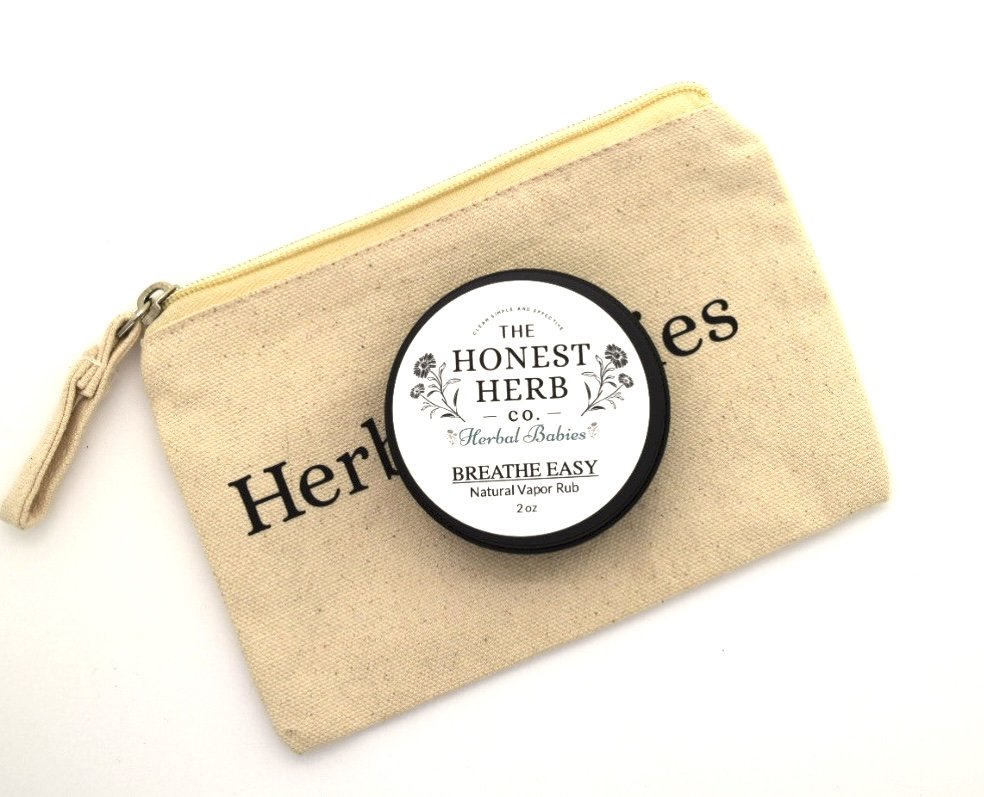 CLEAN SIMPLE AND EFFECTIVE
THE
HONEST
HERB
CO.
Herbal Babies
BREATHE EASY
Natural Vapor Rub
2 oz
Herb
ies